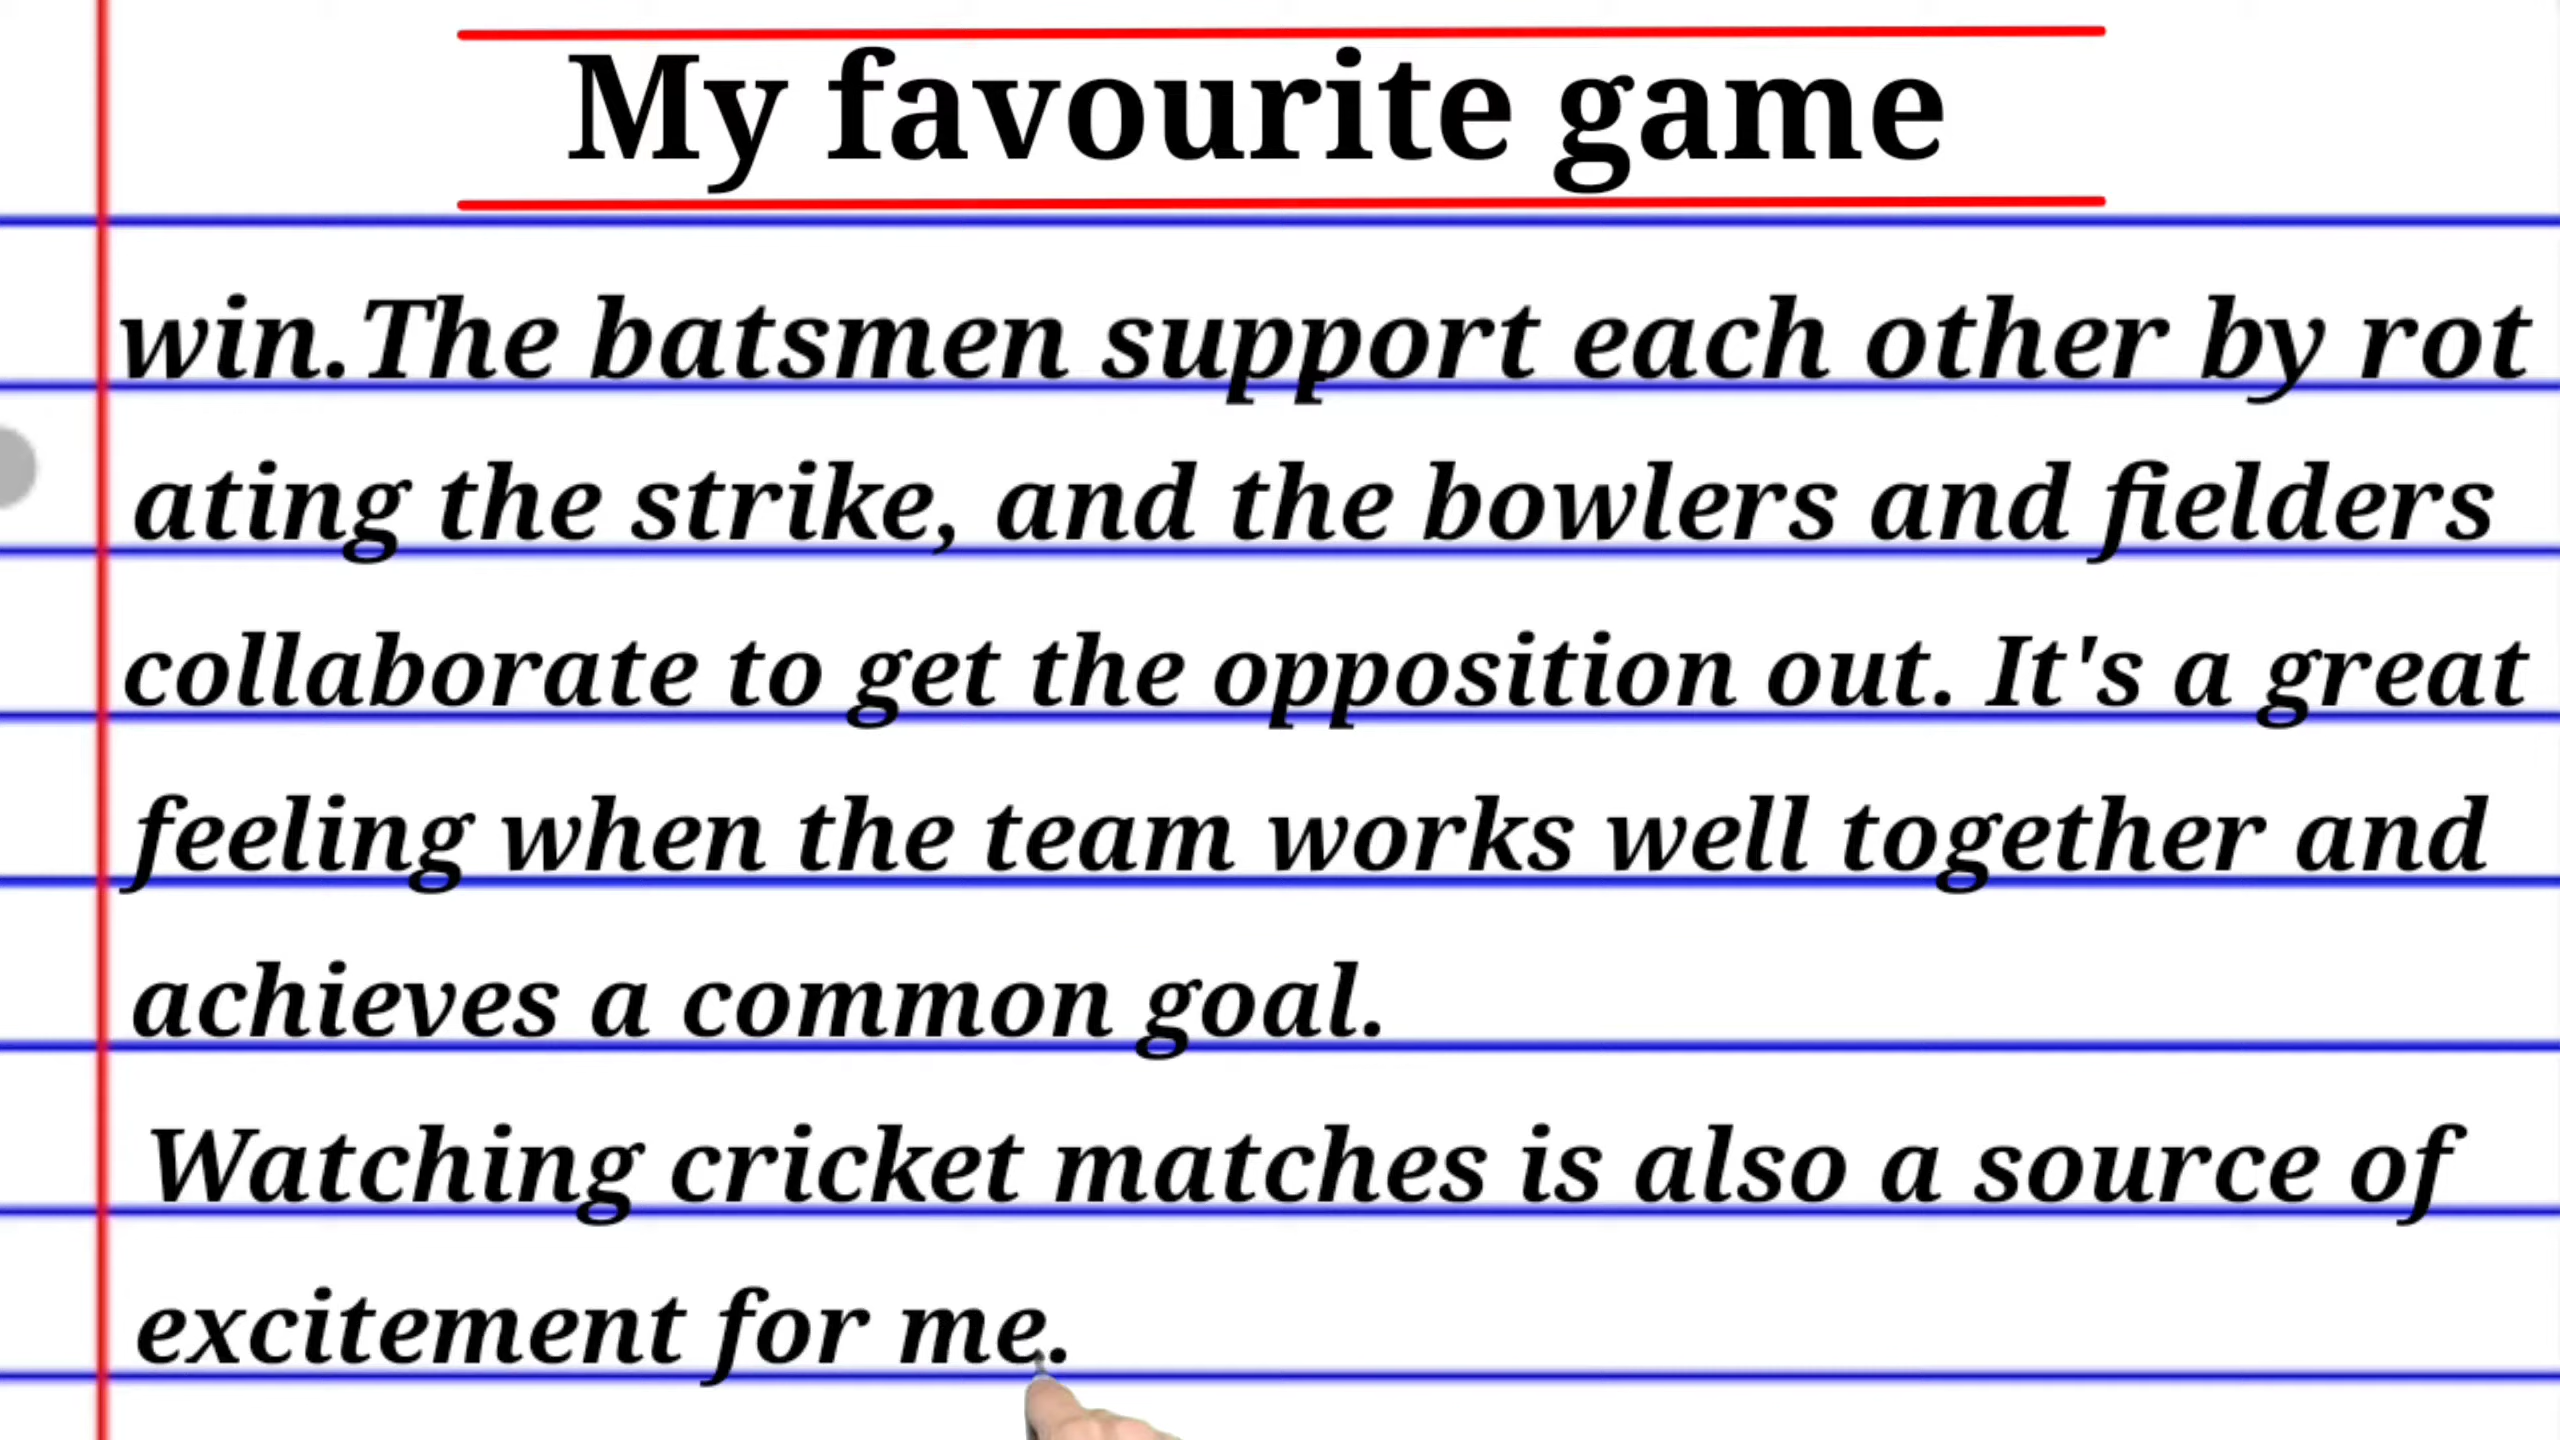 My favourite game
win.The batsmen support each other by rot
ating the strike, and the bowlers and fielders
collaborate to get the opposition out. It's a great
feeling when the team works well together and
achieves a common goal.
Watching cricket matches is also a source of
excitement for me.